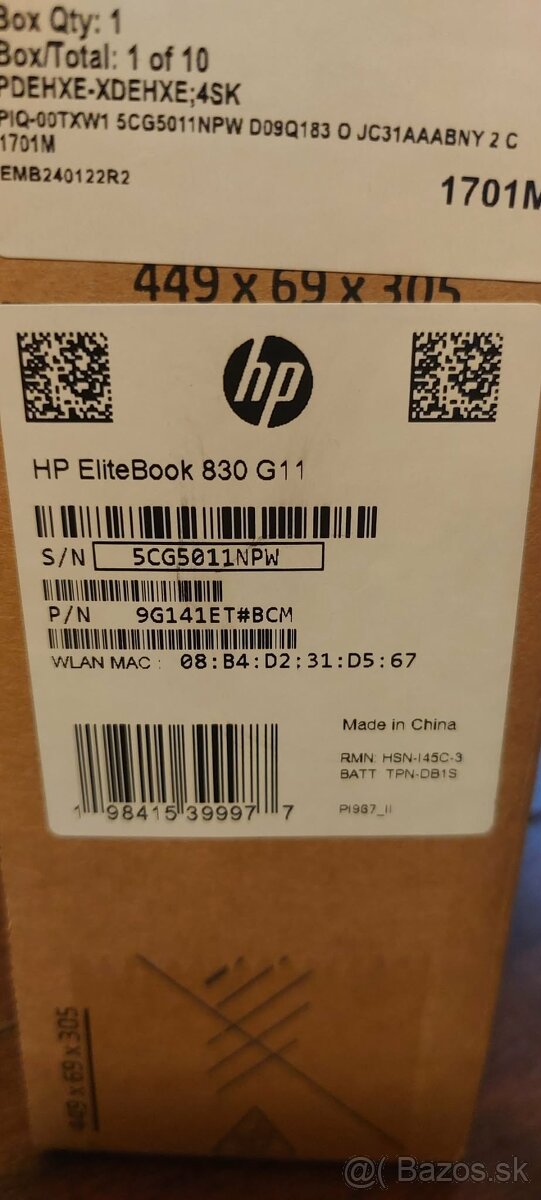 Box Qty: 1
Box/Total: 1 of 10
PDEHXE-XDEHXE;4SK
PIQ-00TXW1 5CG5011NPW D09Q183 O JC31AAABNY 2 C
1701M
EMB240122R2
1701M
449 x 69 x 305
hp
HP EliteBook 830 G11
S/N 5CG5011NPW
P/N 9G141ET#BCM
WLAN MAC : 08:B4:D2:31:D5:67
Made in China
RMN: HSN-I45C-3
BATT TPN-DB1S
1 98415 39997 7
449 x 69 x 305
@( Bazos.sk